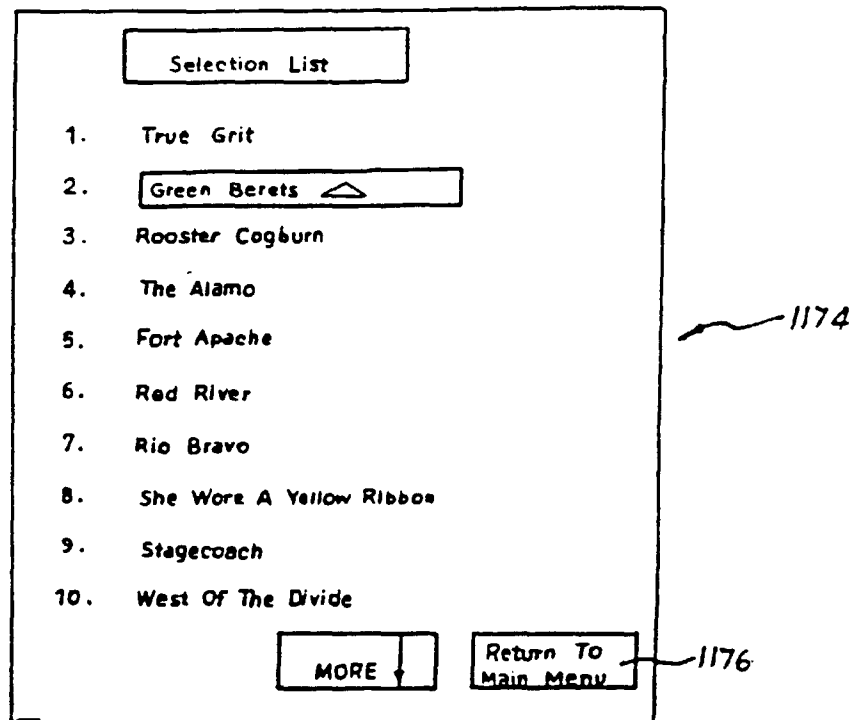 Selection List
1. True Grit
2. Green Berets
3. Rooster Cogburn
4. The Alamo
5. Fort Apache
1174
6. Red River
7. Rio Bravo
8. She Wore A Yellow Ribbon
9. Stagecoach
10. West Of The Divide
MORE
Return To
Main Menu
1176